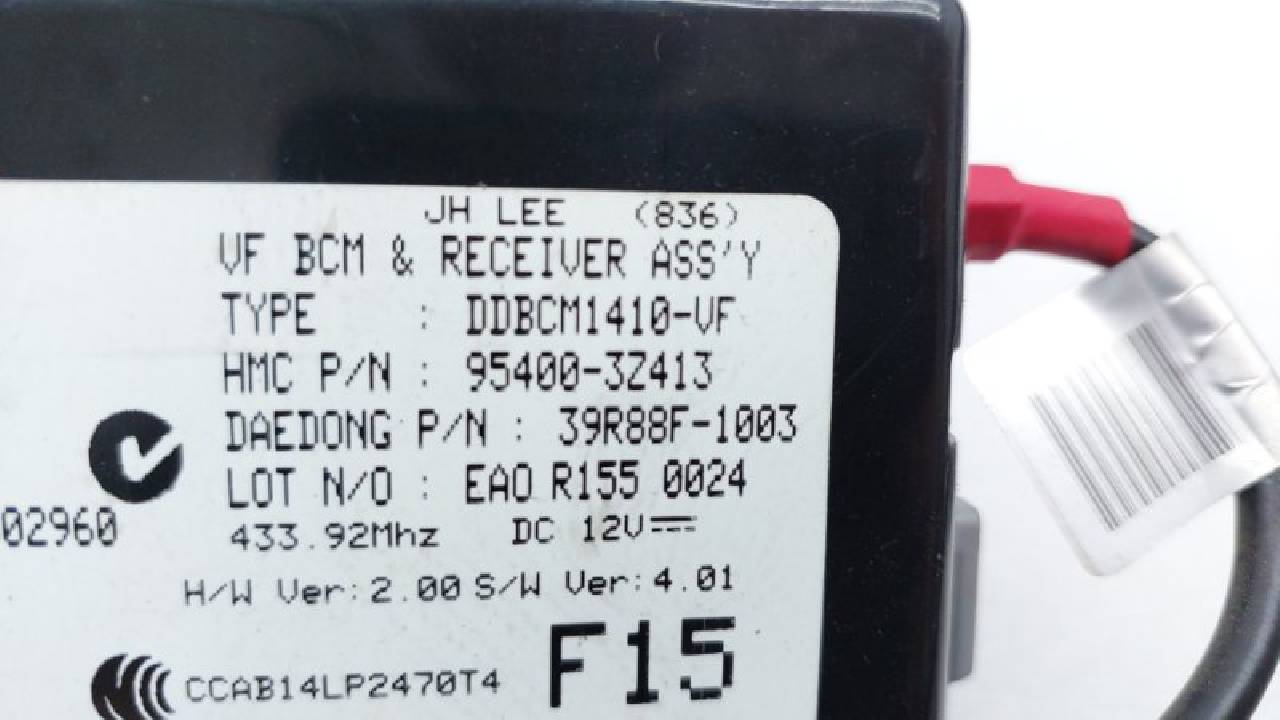 JH LEE (836)
VF BCM & RECEIVER ASS'Y
TYPE : DDBCM1410-VF
HMC P/N : 95400-3Z413
DAEDONG P/N : 39R88F-1003
LOT N/O : EAO R155 0024
02960
433.92Mhz DC 12V
H/W Ver:2.00 S/W Ver:4.01
F15
CCAB14LP2470T4